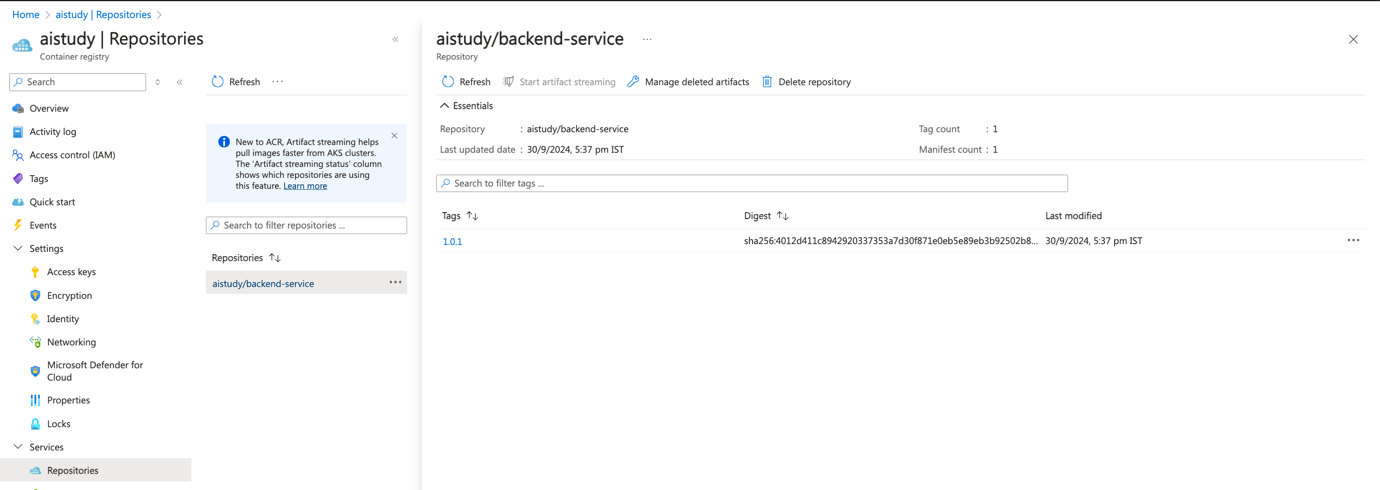 Home > aistudy | Repositories >
aistudy | Repositories
Container registry
Search
Overview
Activity log
Access control (IAM)
Tags
Quick start
Events
Settings
Access keys
Encryption
Identity
Networking
Microsoft Defender for
Cloud
Properties
Locks
Services
Repositories
Refresh
New to ACR, Artifact streaming helps
pull images faster from AKS clusters.
The 'Artifact streaming status' column
shows which repositories are using
this feature. Learn more
Search to filter repositories ...
Repositories
aistudy/backend-service
aistudy/backend-service
Repository
Refresh Start artifact streaming Manage deleted artifacts Delete repository
Essentials
Repository : aistudy/backend-service Tag count : 1
Last updated date : 30/9/2024, 5:37 pm IST Manifest count : 1
Search to filter tags ...
Tags Digest Last modified
1.0.1 sha256:4012d411c8942920337353a7d30f871e0eb5e89eb3b92502b8... 30/9/2024, 5:37 pm IST